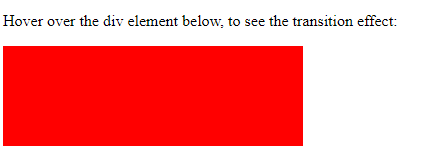 Hover over the div element below, to see the transition effect: